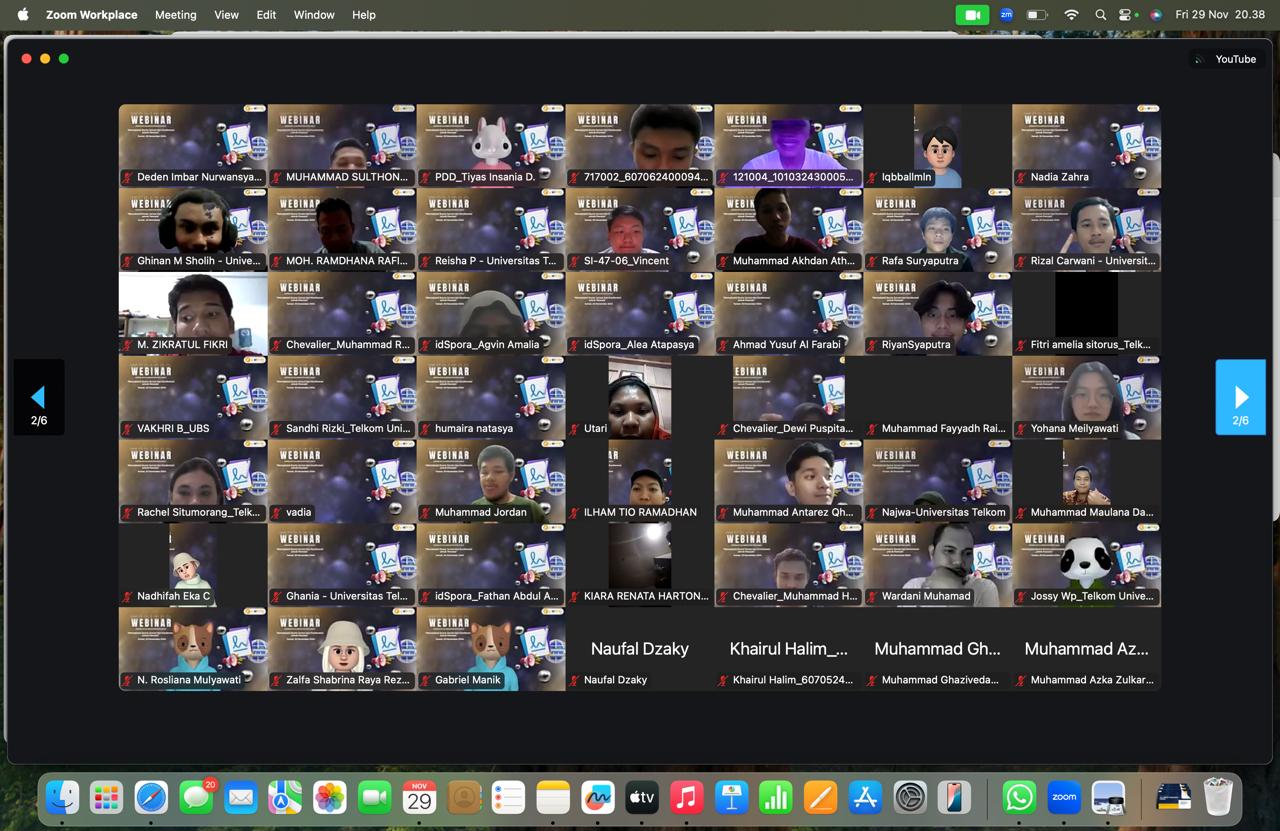 Zoom Workplace Meeting View Edit Window Help zm Fri 29 Nov 20.38
YouTube
WEBINAR WEBINAR WEBINAR WEBINAR WEBINAR WEBINAR
Deden Imbar Nurwansya... MUHAMMAD SULTHON... PDD_Tiyas Insania D. 717002_607062400094... 121004_101032430005... Iqbballmln Nadia Zahra
WEBINAR WEBINAR WEBINAR WEBINAR WEBINAR WEBINAR WEBINAR
Ghinan M Sholih - Unive... MOH. RAMDHANA RAFI... Reisha P - Universitas T... SI-47-06_Vincent Muhammad Akhdan Ath... Rafa Suryaputra Rizal Carwani - Universit...
WEBINAR WEBINAR WEBINAR WEBINAR WEBINAR
M. ZIKRATUL FIKRI Chevalier_Muhammad R... idSpora_Agvin Amalia idSpora_Alea Atapasya Ahmad Yusuf Al Farabi RiyanSyaputra Fitri amelia sitorus_Telk...
WEBINAR WEBINAR WEBINAR WEBINAR WEBINAR
VAKHRI B_UBS Sandhi Rizki_Telkom Uni... humaira natasya Utari Chevalier_Dewi Puspita... Muhammad Fayyadh Rai... Yohana Meilyawati
2/6 2/6
WEBINAR WEBINAR WEBINAR WEBINAR WEBINAR
Rachel Situmorang_Telk... vadia Muhammad Jordan ILHAM TIO RAMADHAN Muhammad Antarez Qh... Najwa-Universitas Telkom Muhammad Maulana Da...
WEBINAR WEBINAR WEBINAR WEBINAR WEBINAR
Nadhifah Eka C Ghania - Universitas Tel... idSpora_Fathan Abdul A... KIARA RENATA HARTON... Chevalier_Muhammad H... Wardani Muhamad Jossy Wp_Telkom Unive...
WEBINAR WEBINAR WEBINAR
Naufal Dzaky Khairul Halim_... Muhammad Gh... Muhammad Az...
N. Rosliana Mulyawati Zalfa Shabrina Raya Rez... Gabriel Manik Naufal Dzaky Khairul Halim_6070524... Muhammad Ghaziveda... Muhammad Azka Zulkar...
20
NOV
29
tv
zoom